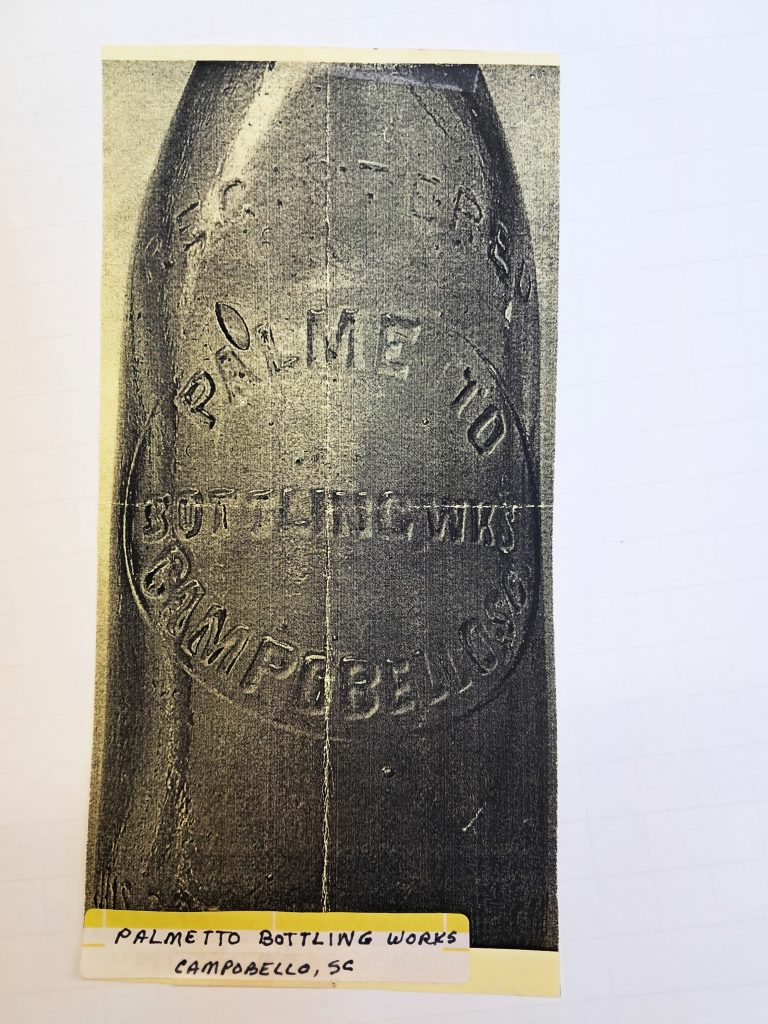 REGISTERED
PALMETTO
BOTTLING WKS
CAMPOBELLO S.C.
PALMETTO BOTTLING WORKS
CAMPOBELLO, SC